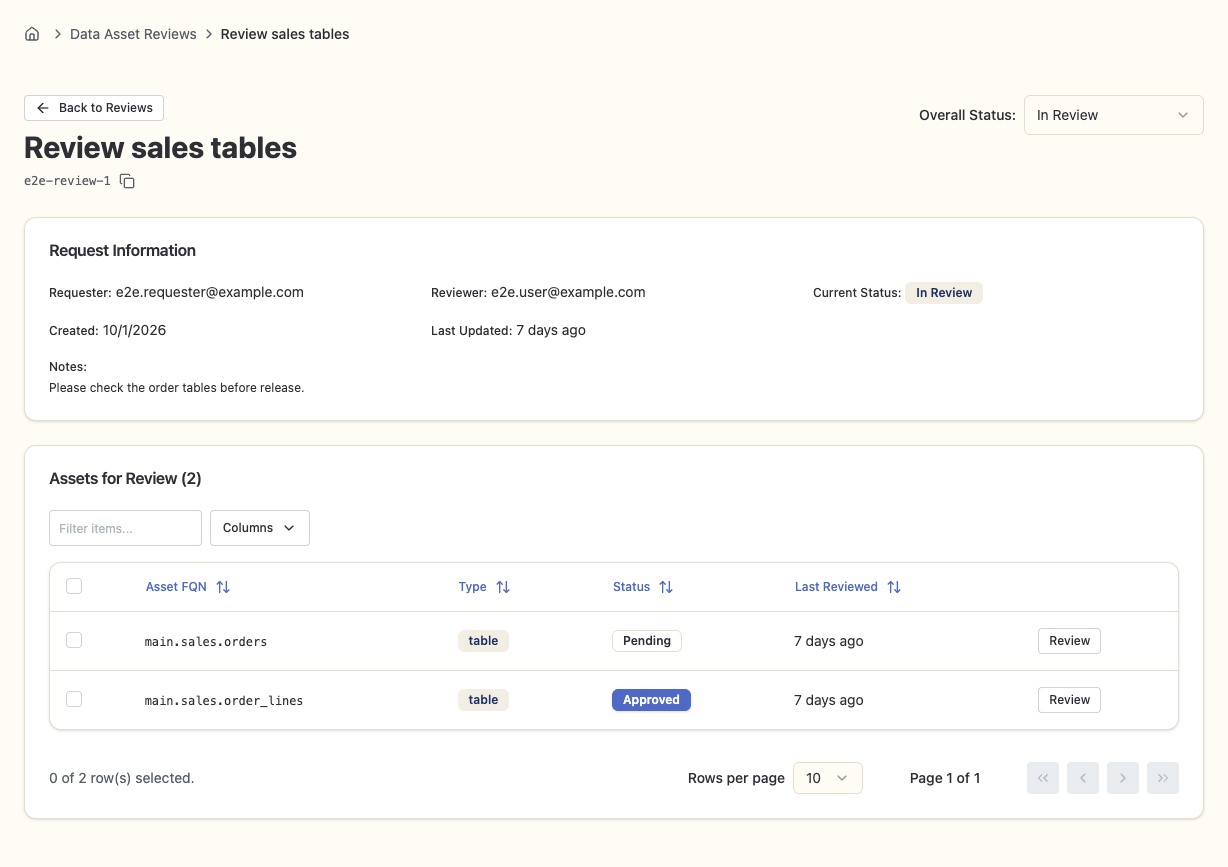 Data Asset Reviews > Review sales tables
Back to Reviews
Overall Status: In Review
Review sales tables
e2e-review-1
Request Information
Requester: e2e.requester@example.com Reviewer: e2e.user@example.com Current Status: In Review
Created: 10/1/2026 Last Updated: 7 days ago
Notes:
Please check the order tables before release.
Assets for Review (2)
Filter items... Columns
Asset FQN Type Status Last Reviewed
main.sales.orders table Pending 7 days ago Review
main.sales.order_lines table Approved 7 days ago Review
0 of 2 row(s) selected. Rows per page 10 Page 1 of 1